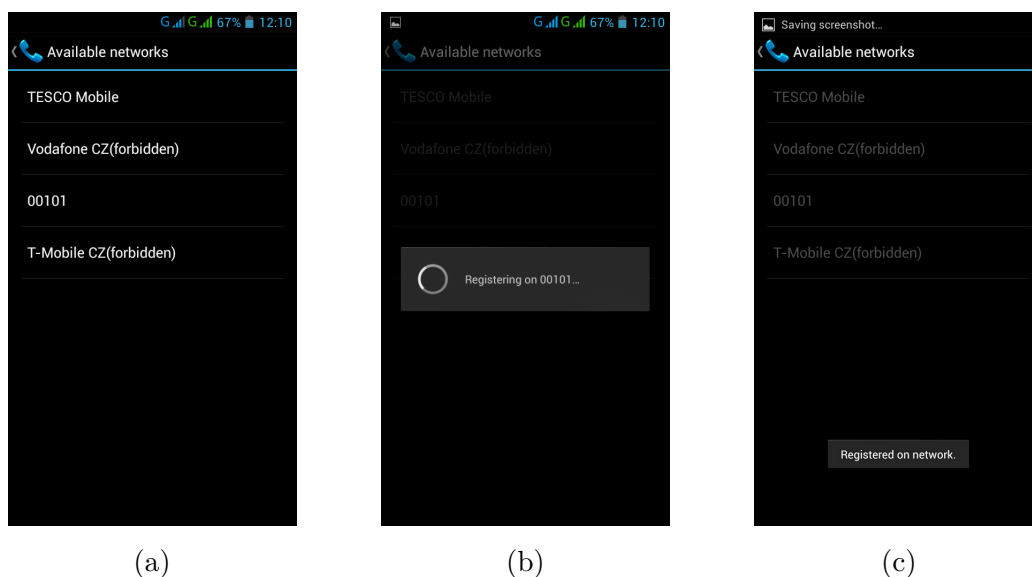 G G 67% 12:10
Available networks
TESCO Mobile
Vodafone CZ(forbidden)
00101
T-Mobile CZ(forbidden)
(a)
G G 67% 12:10
Available networks
TESCO Mobile
Vodafone CZ(forbidden)
00101
Registering on 00101...
(b)
Saving screenshot...
Available networks
TESCO Mobile
Vodafone CZ(forbidden)
00101
T-Mobile CZ(forbidden)
Registered on network.
(c)